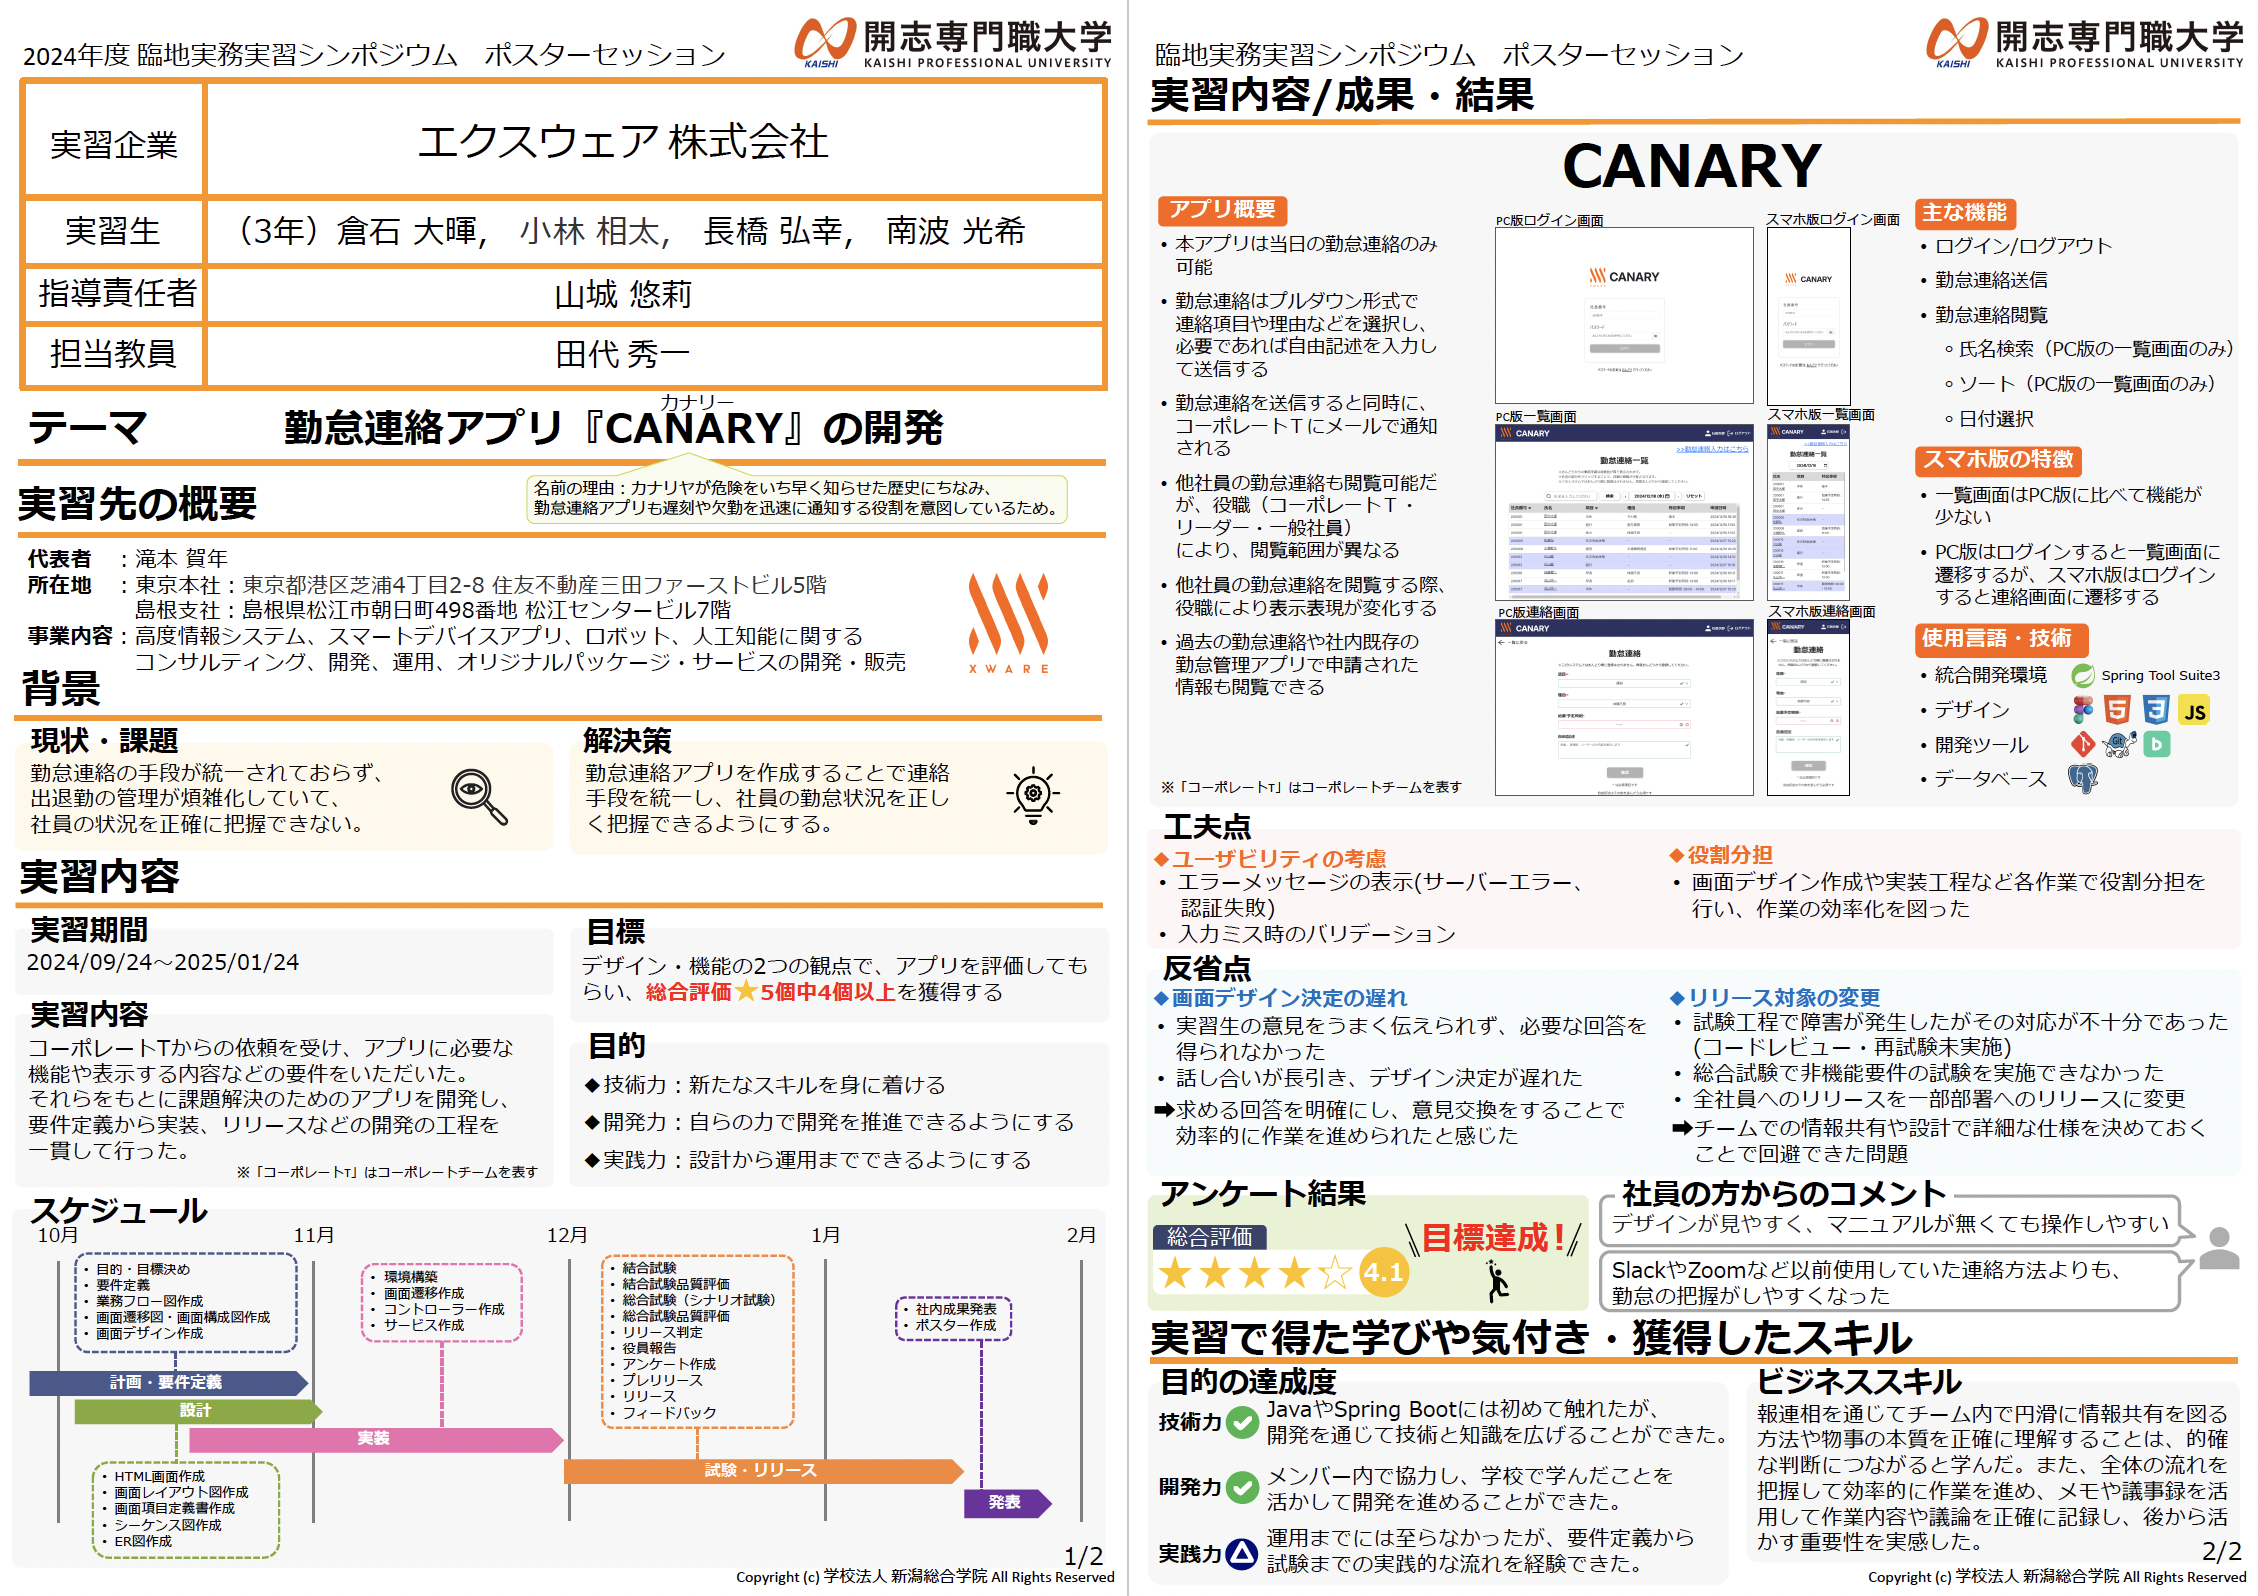 2024年度 臨地実務実習シンポジウム　ポスターセッション
KAISHI
開志専門職大学
KAISHI PROFESSIONAL UNIVERSITY
実習企業
エクスウェア 株式会社
実習生
（3年）倉石 大暉,　小林 相太,　長橋 弘幸,　南波 光希
指導責任者
山城 悠莉
担当教員
田代 秀一
テーマ
カナリー
勤怠連絡アプリ『CANARY』の開発
名前の理由：カナリヤが危険をいち早く知らせた歴史にちなみ、
勤怠連絡アプリも遅刻や欠勤を迅速に通知する役割を意図しているため。
実習先の概要
代表者　：滝本 賀年
所在地　：東京本社：東京都港区芝浦4丁目2-8 住友不動産三田ファーストビル5階
島根支社：島根県松江市朝日町498番地 松江センタービル7階
事業内容：高度情報システム、スマートデバイスアプリ、ロボット、人工知能に関する
コンサルティング、開発、運用、オリジナルパッケージ・サービスの開発・販売
XWARE
背景
現状・課題
勤怠連絡の手段が統一されておらず、
出退勤の管理が煩雑化していて、
社員の状況を正確に把握できない。
解決策
勤怠連絡アプリを作成することで連絡
手段を統一し、社員の勤怠状況を正し
く把握できるようにする。
実習内容
実習期間
2024/09/24～2025/01/24
実習内容
コーポレートTからの依頼を受け、アプリに必要な
機能や表示する内容などの要件をいただいた。
それらをもとに課題解決のためのアプリを開発し、
要件定義から実装、リリースなどの開発の工程を
一貫して行った。
※「コーポレートT」はコーポレートチームを表す
目標
デザイン・機能の2つの観点で、アプリを評価しても
らい、総合評価★5個中4個以上を獲得する
目的
◆技術力：新たなスキルを身に着ける
◆開発力：自らの力で開発を推進できるようにする
◆実践力：設計から運用までできるようにする
スケジュール
10月
11月
12月
1月
2月
• 目的・目標決め
• 要件定義
• 業務フロー図作成
• 画面遷移図・画面構成図作成
• 画面デザイン作成
• 環境構築
• 画面遷移作成
• コントローラー作成
• サービス作成
• 結合試験
• 結合試験品質評価
• 総合試験（シナリオ試験）
• 総合試験品質評価
• リリース判定
• 役員報告
• アンケート作成
• プレリリース
• リリース
• フィードバック
• 社内成果発表
• ポスター作成
計画・要件定義
設計
実装
試験・リリース
発表
• HTML画面作成
• 画面レイアウト図作成
• 画面項目定義書作成
• シーケンス図作成
• ER図作成
1/2
Copyright (c) 学校法人 新潟総合学院 All Rights Reserved
臨地実務実習シンポジウム　ポスターセッション
KAISHI
開志専門職大学
KAISHI PROFESSIONAL UNIVERSITY
実習内容/成果・結果
CANARY
アプリ概要
• 本アプリは当日の勤怠連絡のみ
可能
• 勤怠連絡はプルダウン形式で
連絡項目や理由などを選択し、
必要であれば自由記述を入力し
て送信する
• 勤怠連絡を送信すると同時に、
コーポレートTにメールで通知
される
• 他社員の勤怠連絡も閲覧可能だ
が、役職（コーポレートT・
リーダー・一般社員）
により、閲覧範囲が異なる
• 他社員の勤怠連絡を閲覧する際、
役職により表示表現が変化する
• 過去の勤怠連絡や社内既存の
勤怠管理アプリで申請された
情報も閲覧できる
※「コーポレートT」はコーポレートチームを表す
PC版ログイン画面
CANARY
スマホ版ログイン画面
CANARY
PC版一覧画面
CANARY
>>勤怠連絡入力はこちら
勤怠連絡一覧
スマホ版一覧画面
CANARY
勤怠連絡一覧
PC版連絡画面
CANARY
勤怠連絡
スマホ版連絡画面
CANARY
勤怠連絡
主な機能
• ログイン/ログアウト
• 勤怠連絡送信
• 勤怠連絡閲覧
◦ 氏名検索（PC版の一覧画面のみ）
◦ ソート（PC版の一覧画面のみ）
◦ 日付選択
スマホ版の特徴
• 一覧画面はPC版に比べて機能が
少ない
• PC版はログインすると一覧画面に
遷移するが、スマホ版はログイン
すると連絡画面に遷移する
使用言語・技術
• 統合開発環境 Spring Tool Suite3
• デザイン 5 3 JS
• 開発ツール Git b
• データベース
工夫点
◆ユーザビリティの考慮
• エラーメッセージの表示(サーバーエラー、
認証失敗)
• 入力ミス時のバリデーション
◆役割分担
• 画面デザイン作成や実装工程など各作業で役割分担を
行い、作業の効率化を図った
反省点
◆画面デザイン決定の遅れ
• 実習生の意見をうまく伝えられず、必要な回答を
得られなかった
• 話し合いが長引き、デザイン決定が遅れた
➡求める回答を明確にし、意見交換をすることで
効率的に作業を進められたと感じた
◆リリース対象の変更
• 試験工程で障害が発生したがその対応が不十分であった
(コードレビュー・再試験未実施)
• 総合試験で非機能要件の試験を実施できなかった
• 全社員へのリリースを一部部署へのリリースに変更
➡チームでの情報共有や設計で詳細な仕様を決めておく
ことで回避できた問題
アンケート結果
総合評価
★★★★☆ 4.1
目標達成！
社員の方からのコメント
デザインが見やすく、マニュアルが無くても操作しやすい
SlackやZoomなど以前使用していた連絡方法よりも、
勤怠の把握がしやすくなった
実習で得た学びや気付き・獲得したスキル
目的の達成度
技術力
JavaやSpring Bootには初めて触れたが、
開発を通じて技術と知識を広げることができた。
開発力
メンバー内で協力し、学校で学んだことを
活かして開発を進めることができた。
実践力
運用までには至らなかったが、要件定義から
試験までの実践的な流れを経験できた。
ビジネススキル
報連相を通じてチーム内で円滑に情報共有を図る
方法や物事の本質を正確に理解することは、的確
な判断につながると学んだ。また、全体の流れを
把握して効率的に作業を進め、メモや議事録を活
用して作業内容や議論を正確に記録し、後から活
かす重要性を実感した。
2/2
Copyright (c) 学校法人 新潟総合学院 All Rights Reserved